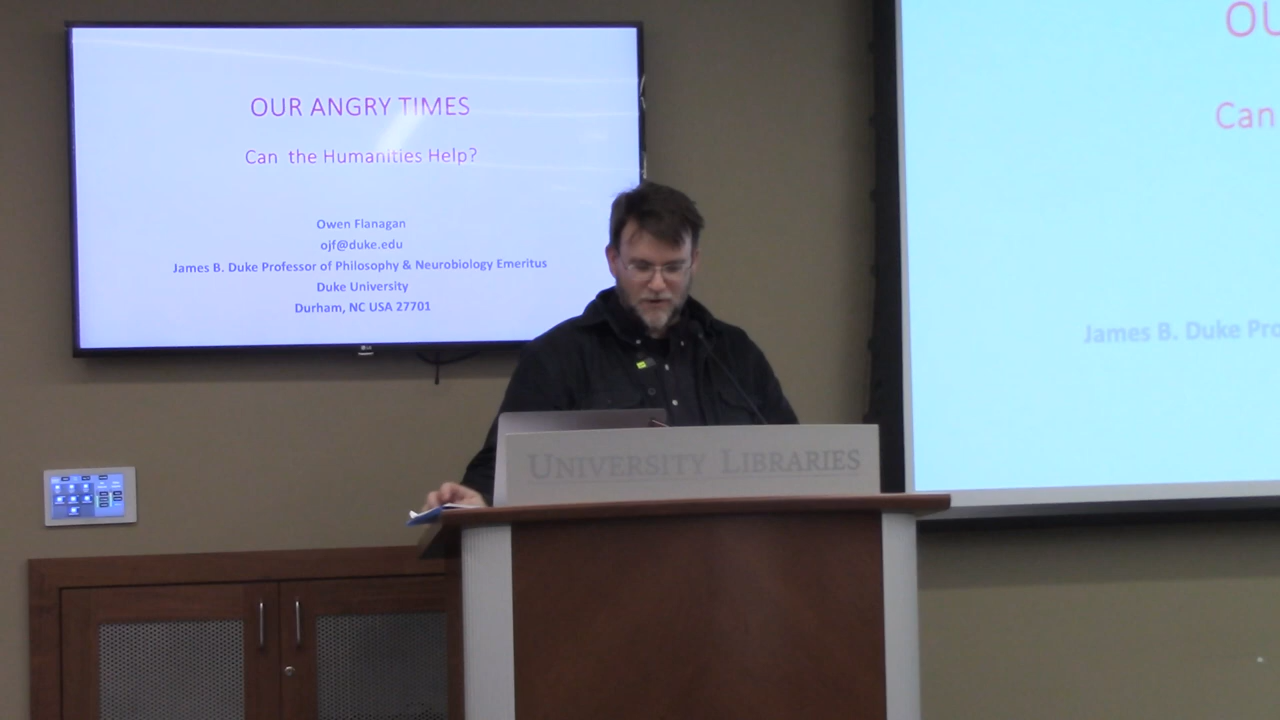 OUR ANGRY TIMES
Can the Humanities Help?
Owen Flanagan
ojf@duke.edu
James B. Duke Professor of Philosophy & Neurobiology Emeritus
Duke University
Durham, NC USA 27701
OU
Can
James B. Duke Pro
UNIVERSITY LIBRARIES